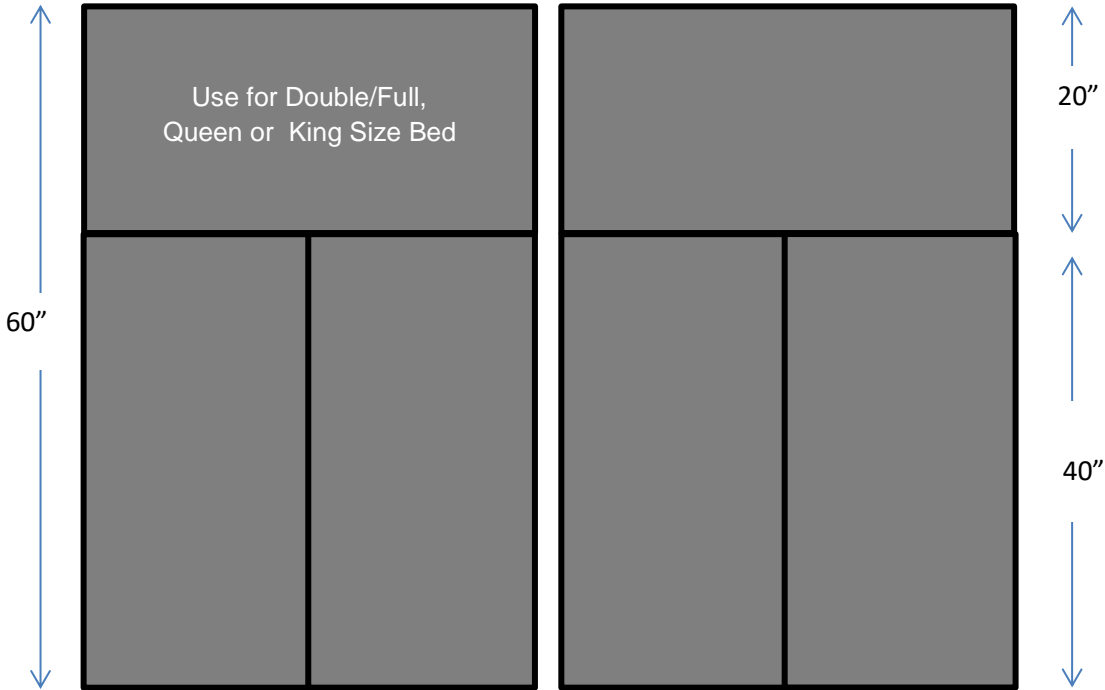 Use for Double/Full,
Queen or King Size Bed
20”
60”
40”